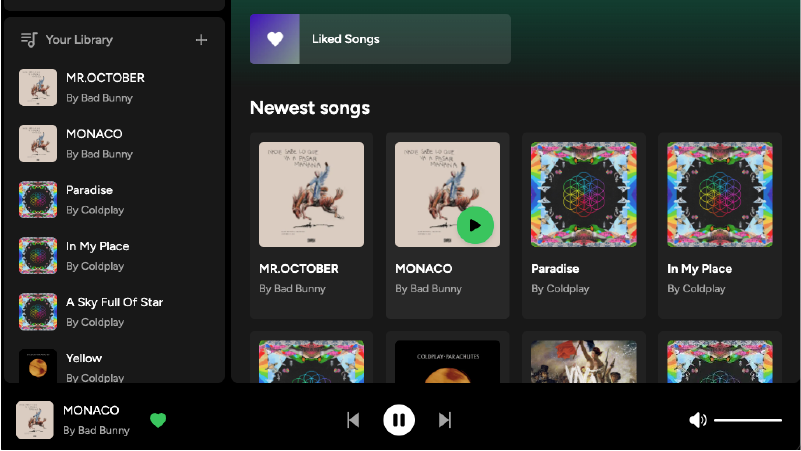 Your Library
MR.OCTOBER
By Bad Bunny
MONACO
By Bad Bunny
Paradise
By Coldplay
In My Place
By Coldplay
A Sky Full Of Star
By Coldplay
Yellow
By Coldplay
Liked Songs
Newest songs
MR.OCTOBER
By Bad Bunny
MONACO
By Bad Bunny
Paradise
By Coldplay
In My Place
By Coldplay
COLDPLAY·PARACHUTES
MONACO
By Bad Bunny